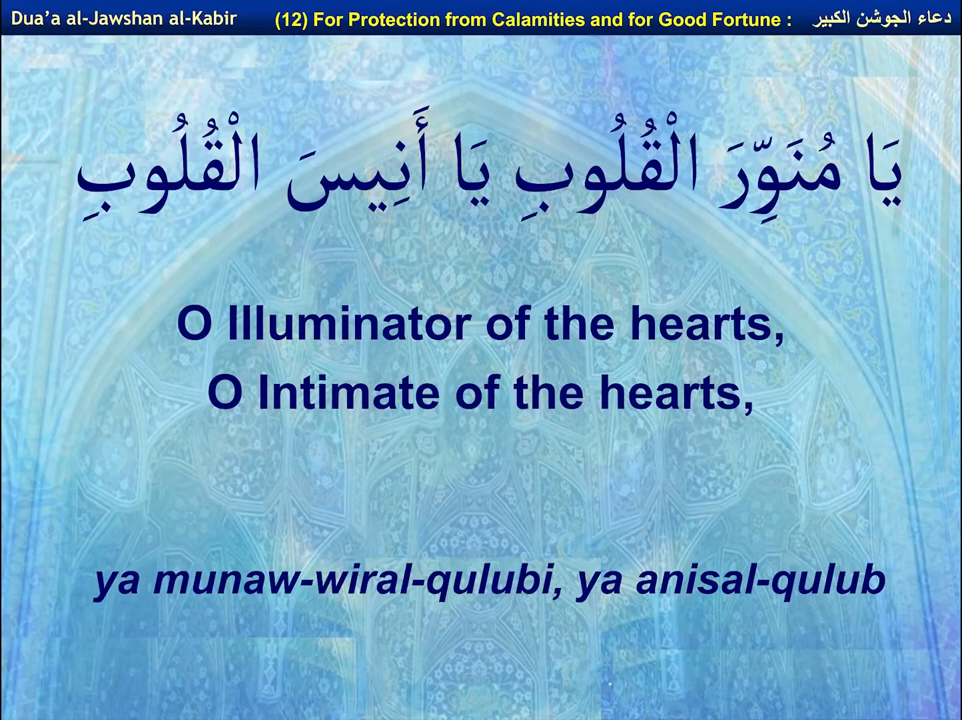 Dua’a al-Jawshan al-Kabir (12) For Protection from Calamities and for Good Fortune : دعاء الجوشن الكبير
يَا مُنَوِّرَ الْقُلُوبِ يَا أَنِيسَ الْقُلُوبِ
O Illuminator of the hearts,
O Intimate of the hearts,
ya munaw-wiral-qulubi, ya anisal-qulub